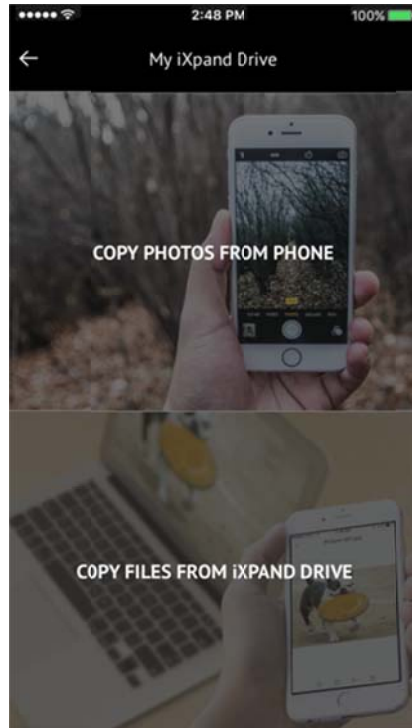 2:48 PM
100%
My iXpand Drive
COPY PHOTOS FROM PHONE
COPY FILES FROM iXPAND DRIVE